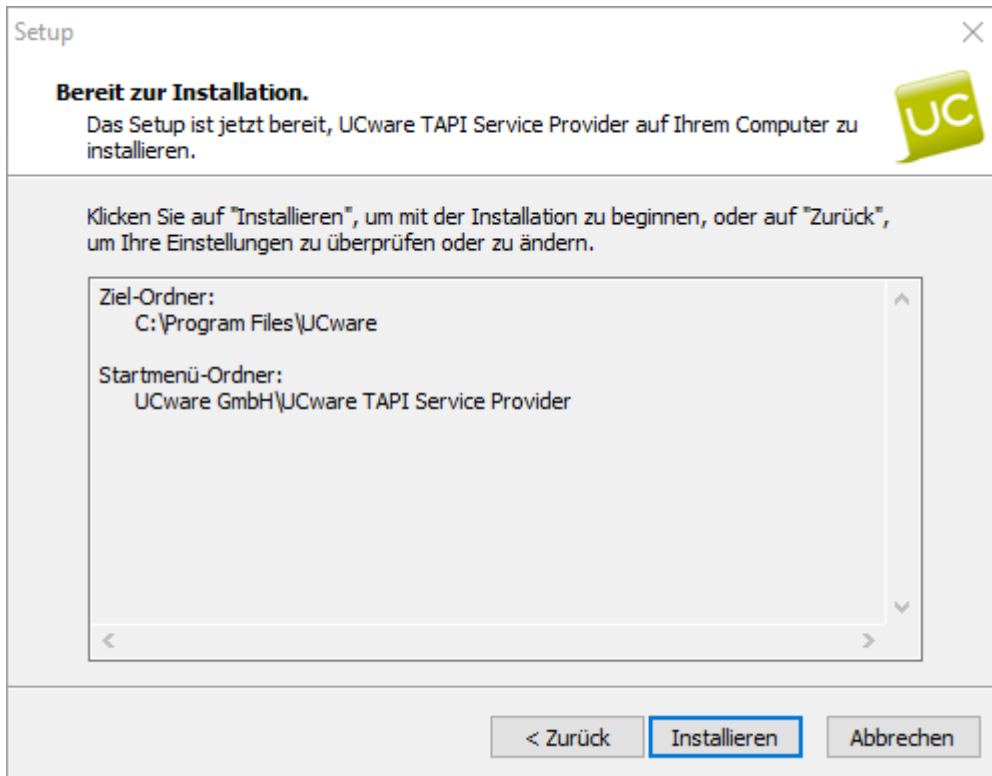 Setup
Bereit zur Installation.
Das Setup ist jetzt bereit, UCware TAPI Service Provider auf Ihrem Computer zu
installieren.
UC
Klicken Sie auf "Installieren", um mit der Installation zu beginnen, oder auf "Zurück",
um Ihre Einstellungen zu überprüfen oder zu ändern.
Ziel-Ordner:
C:\Program Files\UCware
Startmenü-Ordner:
UCware GmbH\UCware TAPI Service Provider
< Zurück
Installieren
Abbrechen